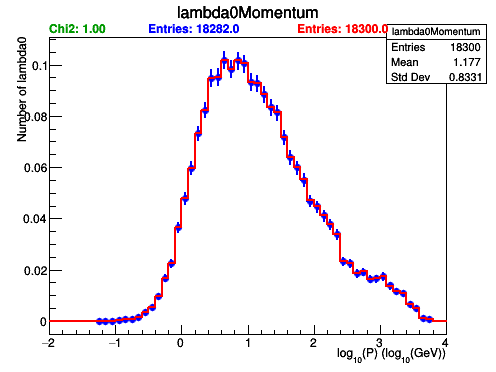 lambda0Momentum
Chi2: 1.00 Entries: 18282.0 Entries: 18300.0
lambda0Momentum
Entries 18300
Mean 1.177
Std Dev 0.8331
Number of lambda0
0.1
0.08
0.06
0.04
0.02
0
−2 −1 0 1 2 3 4
log10(P) (log10(GeV))